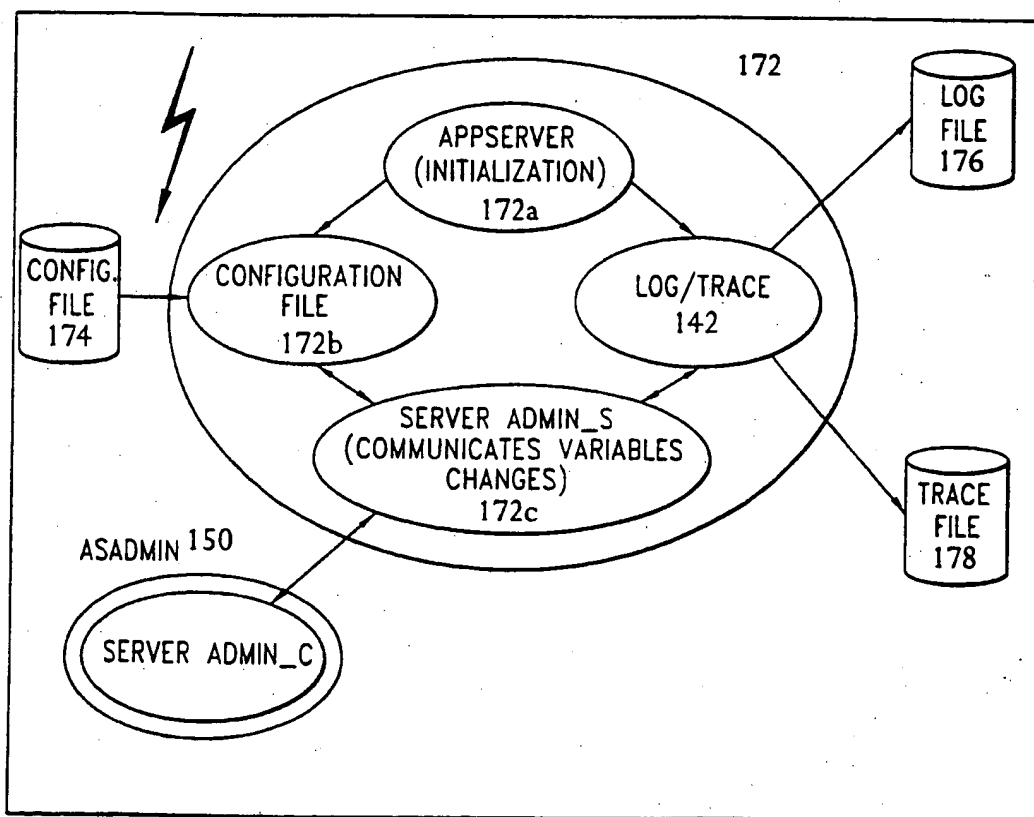 172
LOG
FILE
176
APPSERVER
(INITIALIZATION)
172a
CONFIG.
FILE
174
CONFIGURATION
FILE
172b
LOG/TRACE
142
SERVER ADMIN_S
(COMMUNICATES VARIABLES
CHANGES)
172c
TRACE
FILE
178
ASADMIN 150
SERVER ADMIN_C